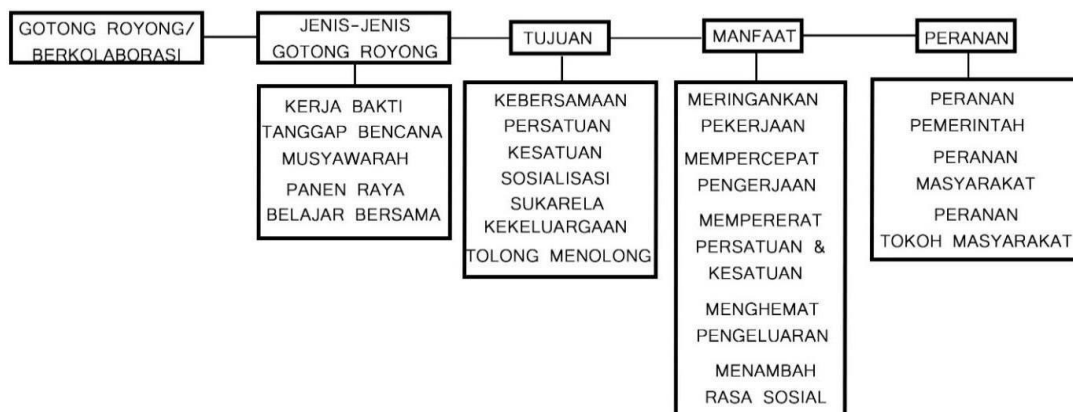 GOTONG ROYONG/
BERKOLABORASI
JENIS-JENIS
GOTONG ROYONG
TUJUAN
MANFAAT
PERANAN
KERJA BAKTI
TANGGAP BENCANA
MUSYAWARAH
PANEN RAYA
BELAJAR BERSAMA
KEBERSAMAAN
PERSATUAN
KESATUAN
SOSIALISASI
SUKARELA
KEKELUARGAAN
TOLONG MENOLONG
MERINGANKAN
PEKERJAAN
MEMPERCEPAT
PENGERJAAN
MEMPERERAT
PERSATUAN &
KESATUAN
MENGHEMAT
PENGELUARAN
MENAMBAH
RASA SOSIAL
PERANAN
PEMERINTAH
PERANAN
MASYARAKAT
PERANAN
TOKOH MASYARAKAT